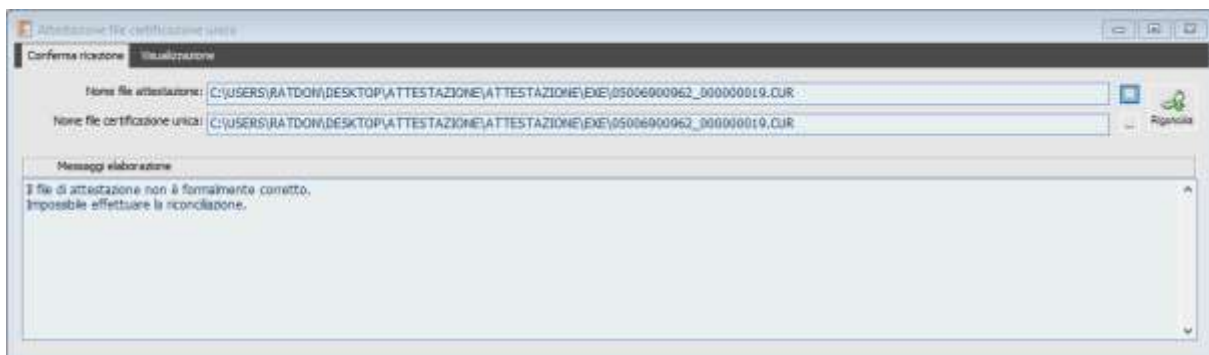 Attestazione file certificazione unica
Conferma ricezione Visualizzazione
Nome file attestazione: C:\USERS\RATDON\DESKTOP\ATTESTAZIONE\ATTESTAZIONE\EXE\05006900962_000000019.CUR
Nome file certificazione unica: C:\USERS\RATDON\DESKTOP\ATTESTAZIONE\ATTESTAZIONE\EXE\05006900962_000000019.CUR
...
Messaggi elaborazione
Il file di attestazione non è formalmente corretto.
Impossibile effettuare la riconciliazione.